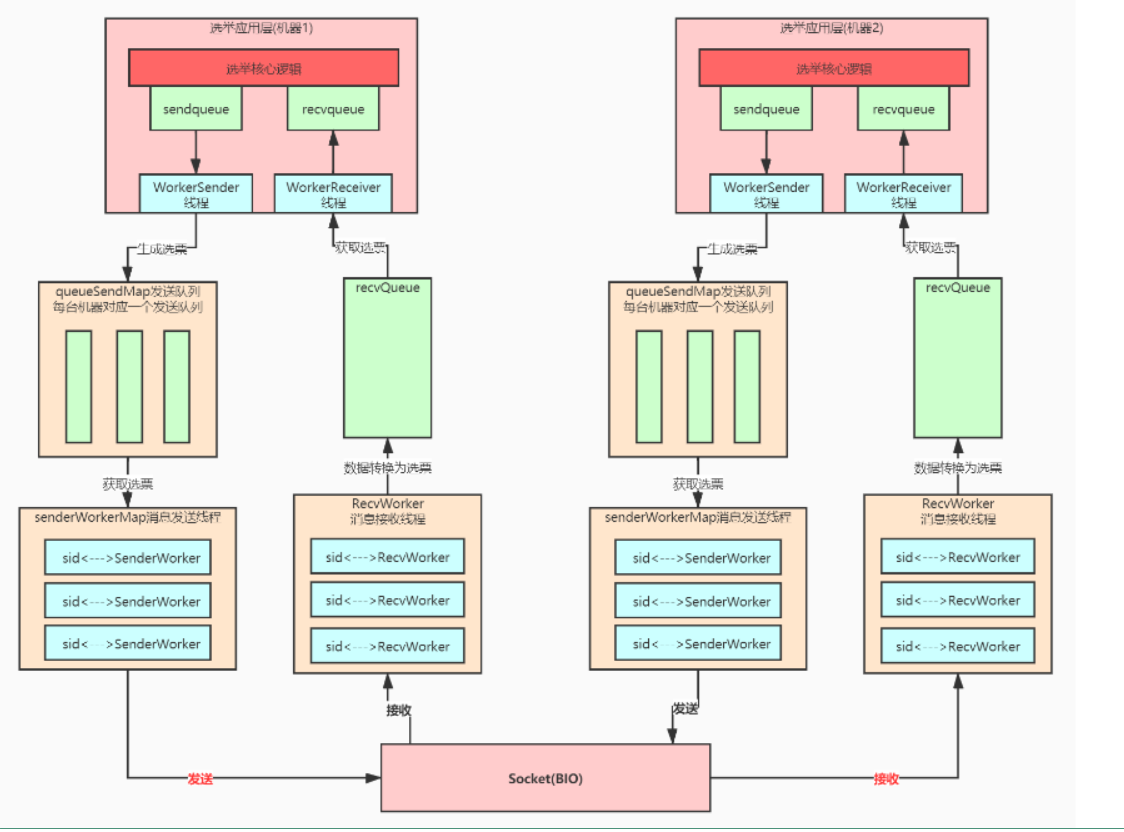 选举应用层(机器1)
选举核心逻辑
sendqueue
recvqueue
WorkerSender
线程
WorkerReceiver
线程
生成选票
获取选票
queueSendMap发送队列
每台机器对应一个发送队列
recvQueue
获取选票
数据转换为选票
senderWorkerMap消息发送线程
sid<--->SenderWorker
sid<--->SenderWorker
sid<--->SenderWorker
RecvWorker
消息接收线程
sid<--->RecvWorker
sid<--->RecvWorker
sid<--->RecvWorker
发送
接收
选举应用层(机器2)
选举核心逻辑
sendqueue
recvqueue
WorkerSender
线程
WorkerReceiver
线程
生成选票
获取选票
queueSendMap发送队列
每台机器对应一个发送队列
recvQueue
获取选票
数据转换为选票
senderWorkerMap消息发送线程
sid<--->SenderWorker
sid<--->SenderWorker
sid<--->SenderWorker
RecvWorker
消息接收线程
sid<--->RecvWorker
sid<--->RecvWorker
sid<--->RecvWorker
发送
接收
Socket(BIO)